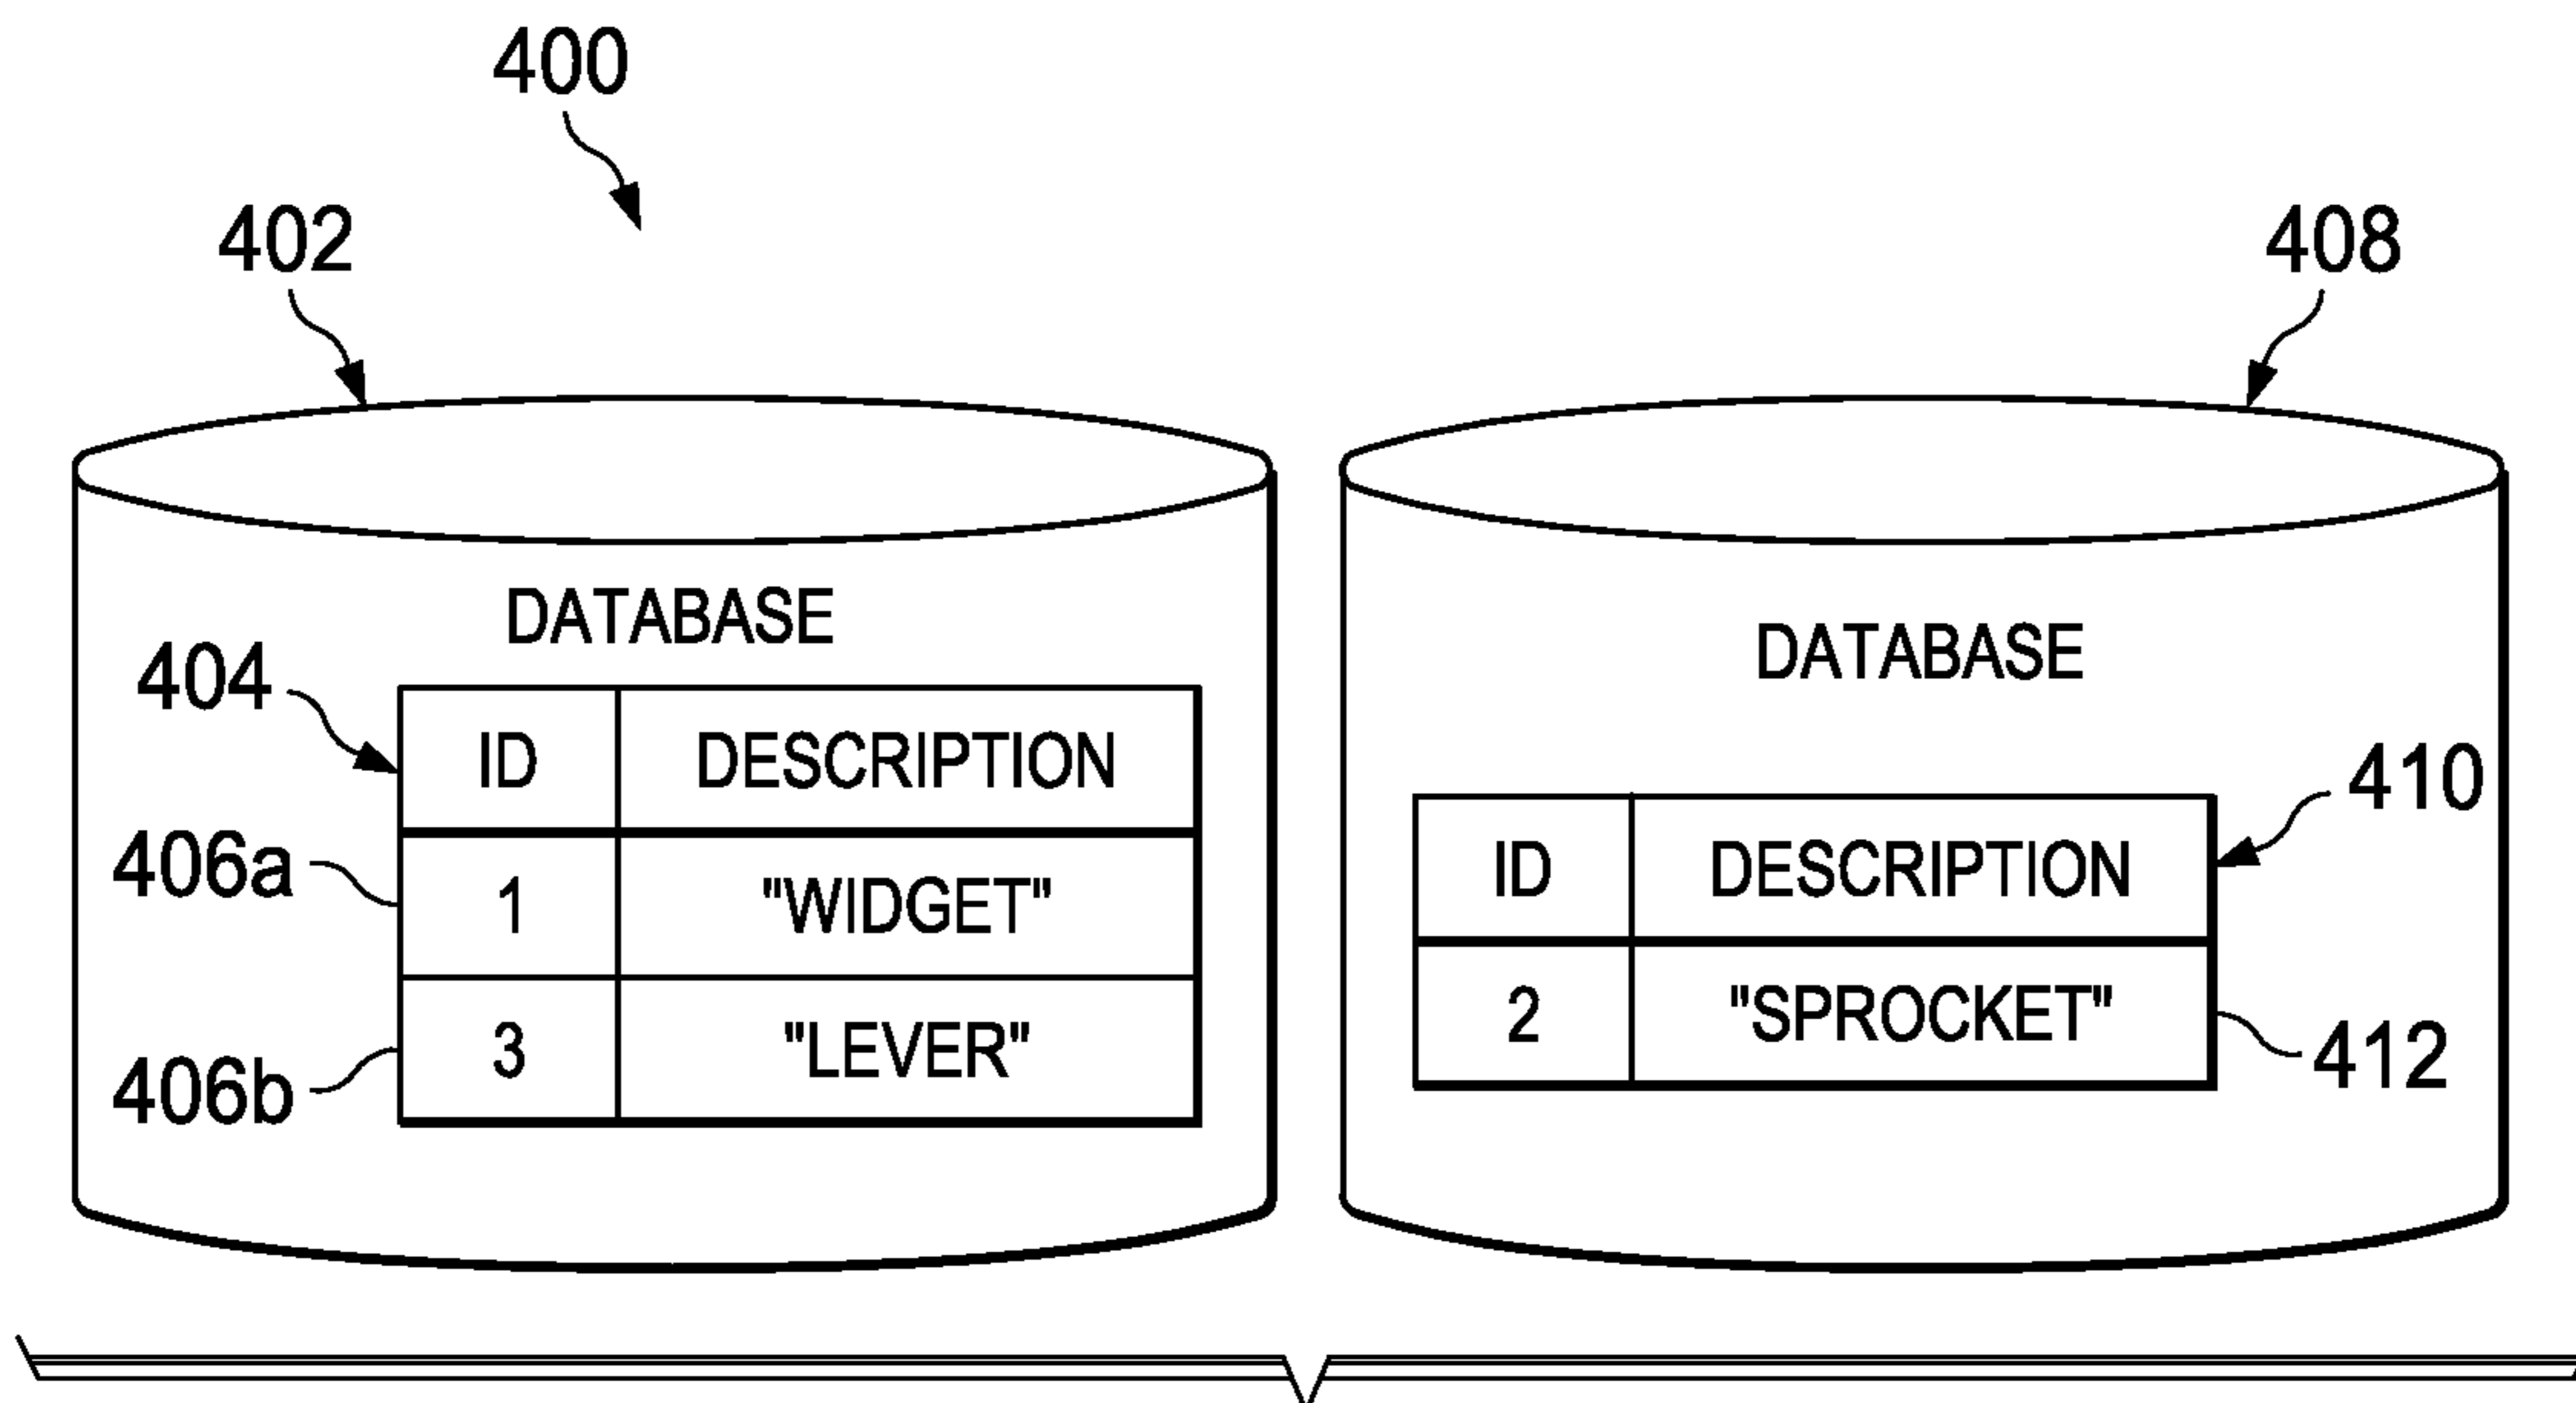 400
402
408
DATABASE
404
ID DESCRIPTION
406a
1 "WIDGET"
406b
3 "LEVER"
DATABASE
410
ID DESCRIPTION
2 "SPROCKET"
412